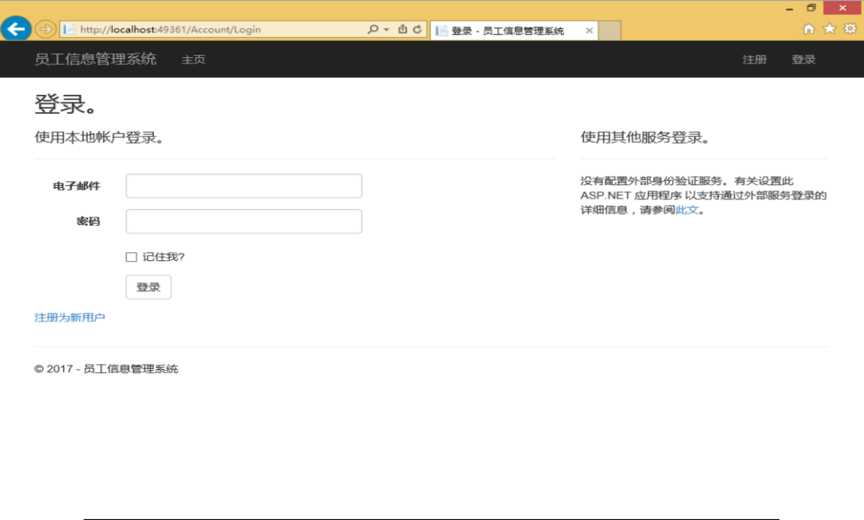 http://localhost:49361/Account/Login
登录 - 员工信息管理系统
员工信息管理系统 主页 注册 登录
登录。
使用本地帐户登录。
使用其他服务登录。
电子邮件
密码
记住我?
登录
注册为新用户
没有配置外部身份验证服务。有关设置此
ASP.NET 应用程序 以支持通过外部服务登录的
详细信息，请参阅此文。
© 2017 - 员工信息管理系统